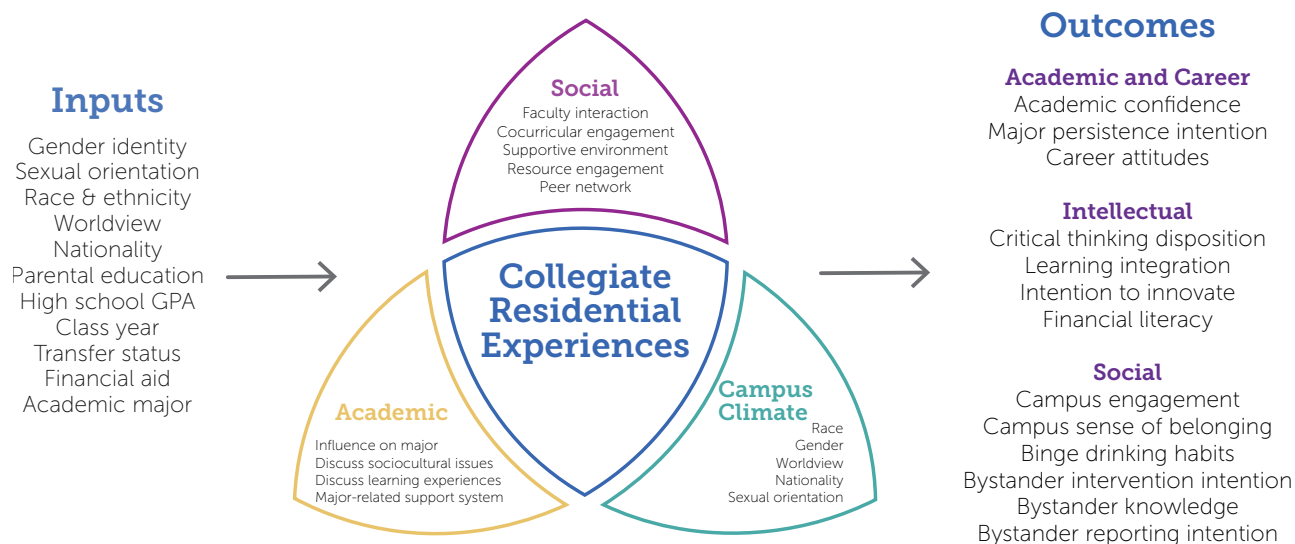 Inputs
Gender identity
Sexual orientation
Race & ethnicity
Worldview
Nationality
Parental education
High school GPA
Class year
Transfer status
Financial aid
Academic major
Social
Faculty interaction
Cocurricular engagement
Supportive environment
Resource engagement
Peer network
Collegiate
Residential
Experiences
Academic
Influence on major
Discuss sociocultural issues
Discuss learning experiences
Major-related support system
Campus
Climate
Race
Gender
Worldview
Nationality
Sexual orientation
Outcomes
Academic and Career
Academic confidence
Major persistence intention
Career attitudes
Intellectual
Critical thinking disposition
Learning integration
Intention to innovate
Financial literacy
Social
Campus engagement
Campus sense of belonging
Binge drinking habits
Bystander intervention intention
Bystander knowledge
Bystander reporting intention